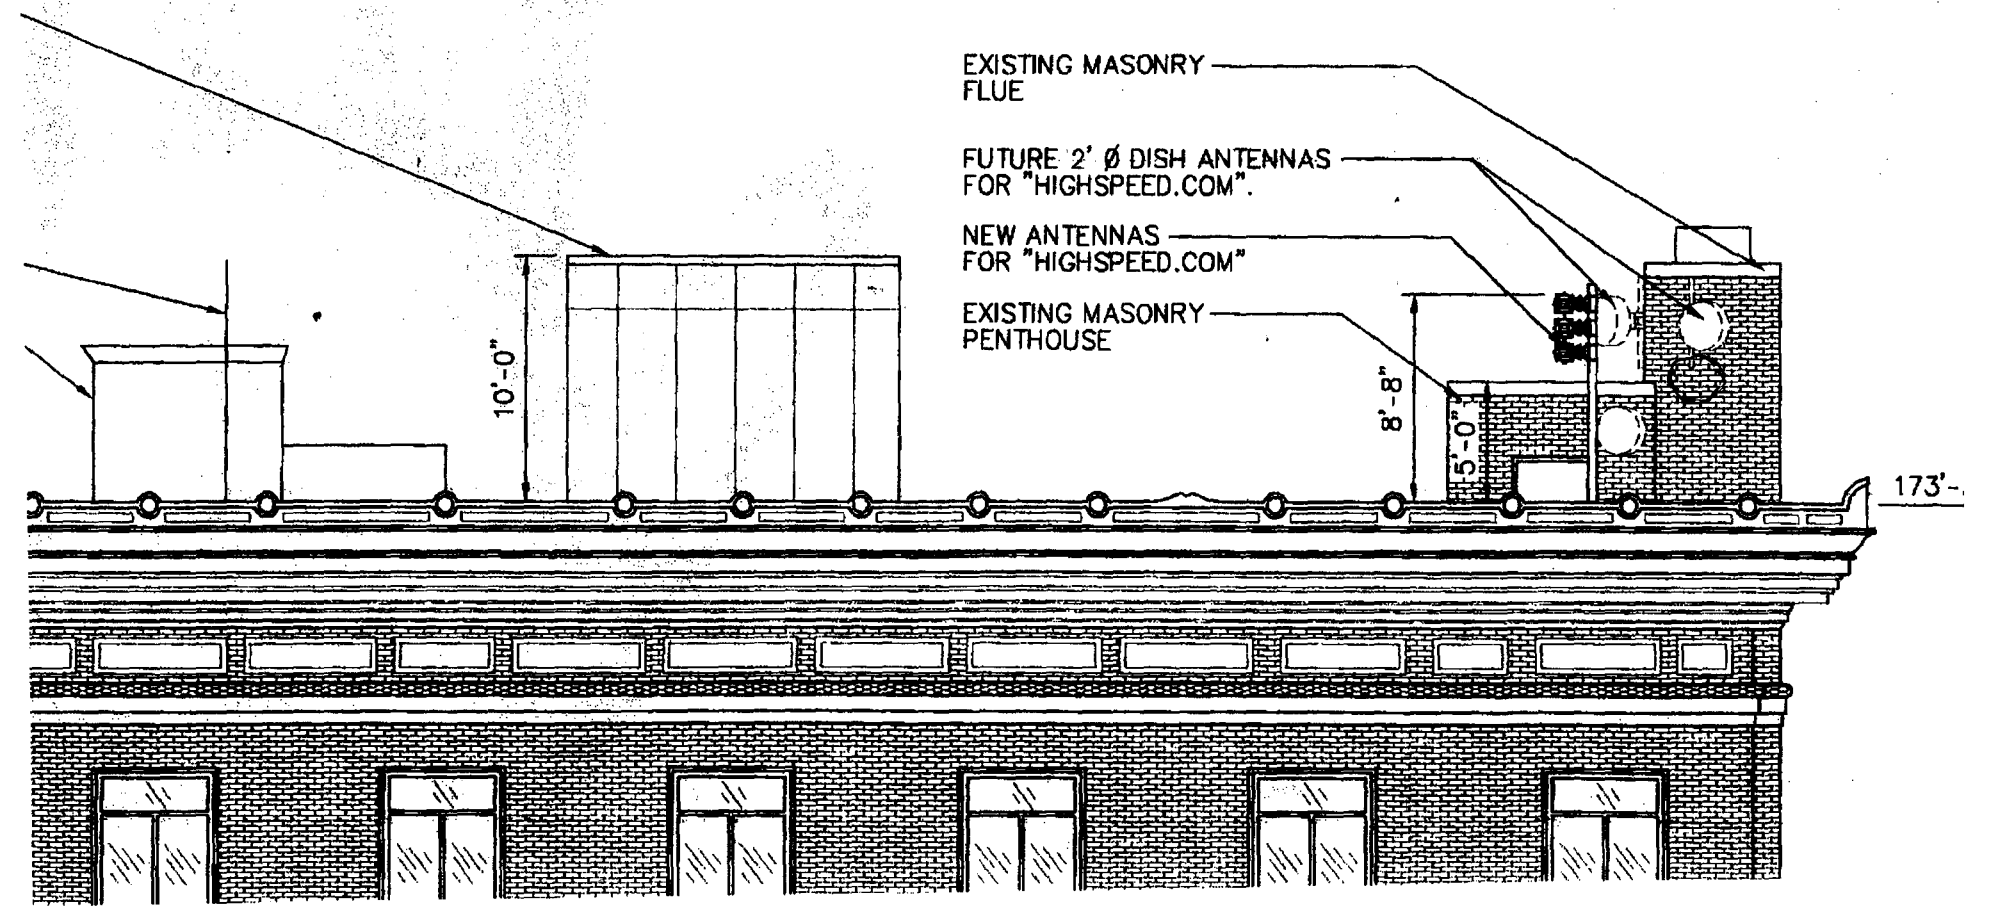 EXISTING MASONRY
FLUE
FUTURE 2' Ø DISH ANTENNAS
FOR "HIGHSPEED.COM".
NEW ANTENNAS
FOR "HIGHSPEED.COM"
EXISTING MASONRY
PENTHOUSE
10'-0"
8'-8"
5'-0"
173'-